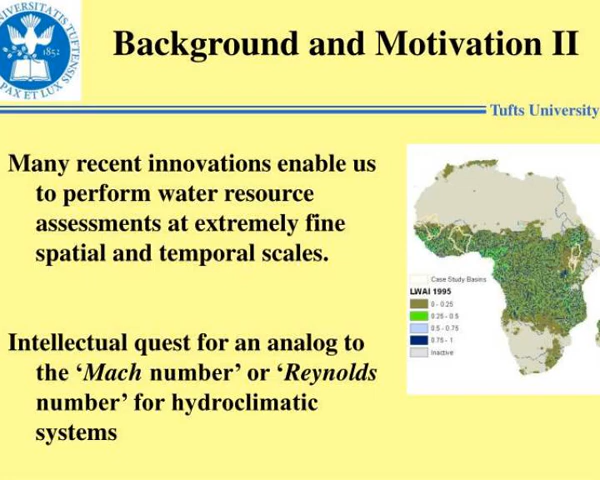 UNIVERSITATIS TUFTENSIS
1852
PAX ET LUX
Background and Motivation II
Tufts University
Many recent innovations enable us
to perform water resource
assessments at extremely fine
spatial and temporal scales.
Intellectual quest for an analog to
the ‘Mach number’ or ‘Reynolds
number’ for hydroclimatic
systems
Case Study Basins
LWAI 1995
0 - 0.25
0.25 - 0.5
0.5 - 0.75
0.75 - 1
Inactive